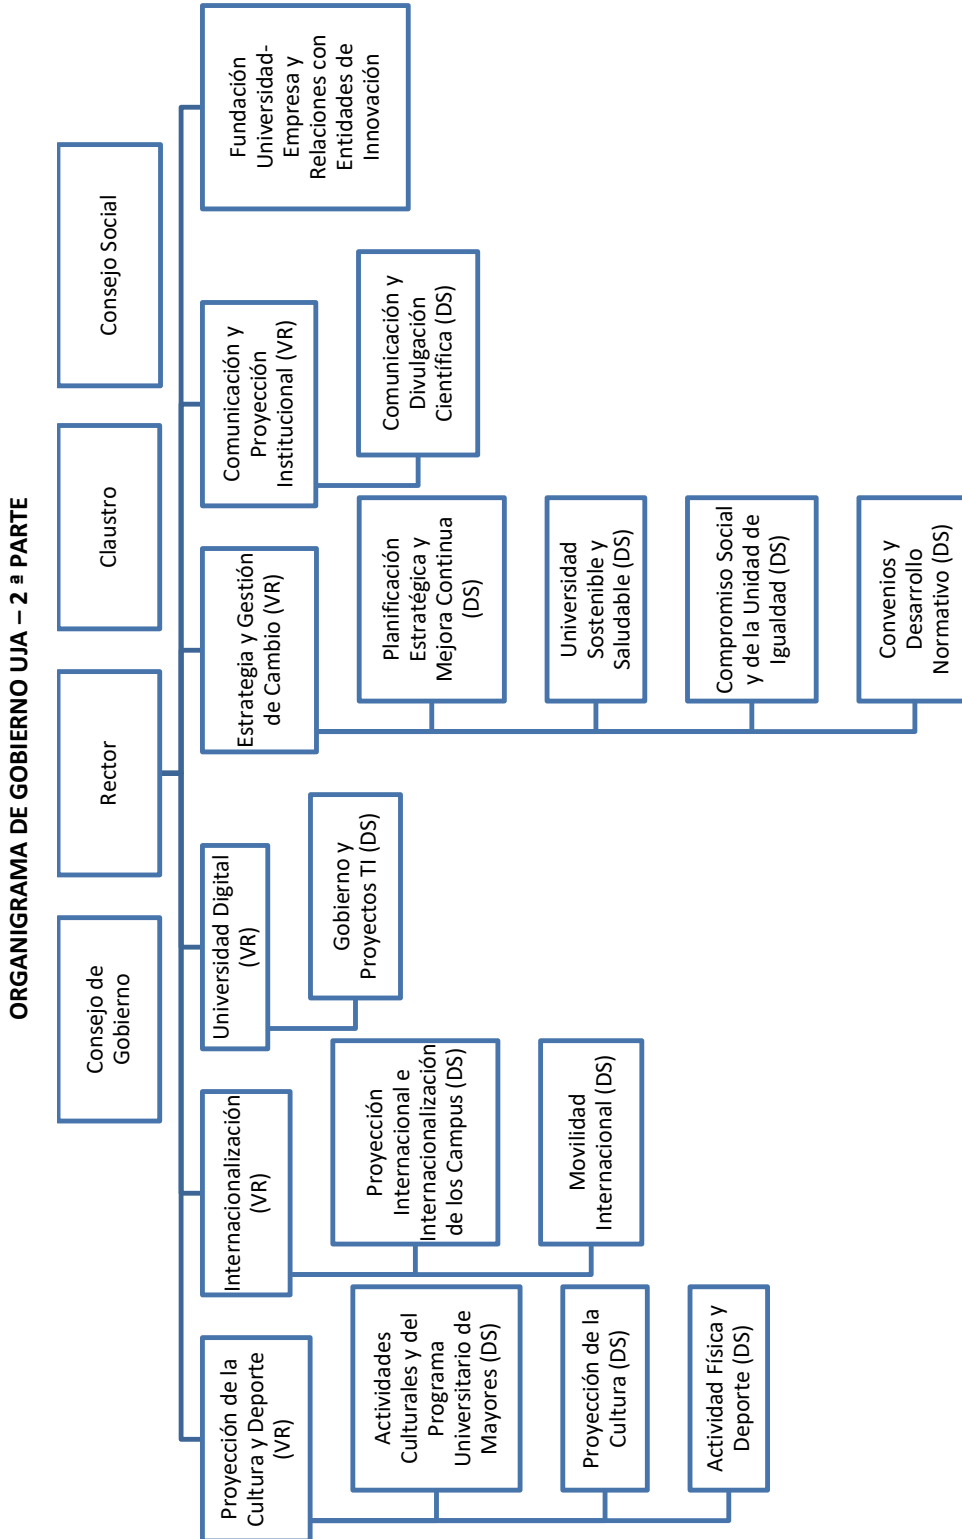 ORGANIGRAMA DE GOBIERNO UJA – 2 ª PARTE
Consejo de
Gobierno
Rector
Claustro
Consejo Social
Proyección de la
Cultura y Deporte
(VR)
Actividades
Culturales y del
Programa
Universitario de
Mayores (DS)
Proyección de la
Cultura (DS)
Actividad Física y
Deporte (DS)
Internacionalización
(VR)
Proyección
Internacional e
Internacionalización
de los Campus (DS)
Movilidad
Internacional (DS)
Universidad Digital
(VR)
Gobierno y
Proyectos TI (DS)
Estrategia y Gestión
de Cambio (VR)
Planificación
Estratégica y
Mejora Continua
(DS)
Universidad
Sostenible y
Saludable (DS)
Compromiso Social
y de la Unidad de
Igualdad (DS)
Convenios y
Desarrollo
Normativo (DS)
Comunicación y
Proyección
Institucional (VR)
Comunicación y
Divulgación
Científica (DS)
Fundación
Universidad-
Empresa y
Relaciones con
Entidades de
Innovación